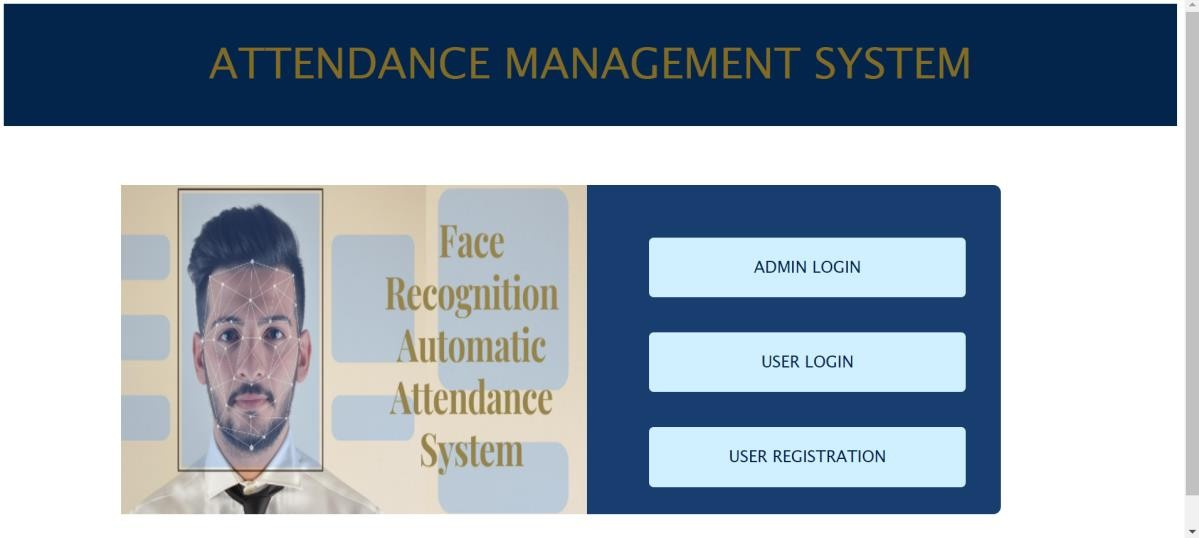 ATTENDANCE MANAGEMENT SYSTEM
Face
Recognition
Automatic
Attendance
System
ADMIN LOGIN
USER LOGIN
USER REGISTRATION